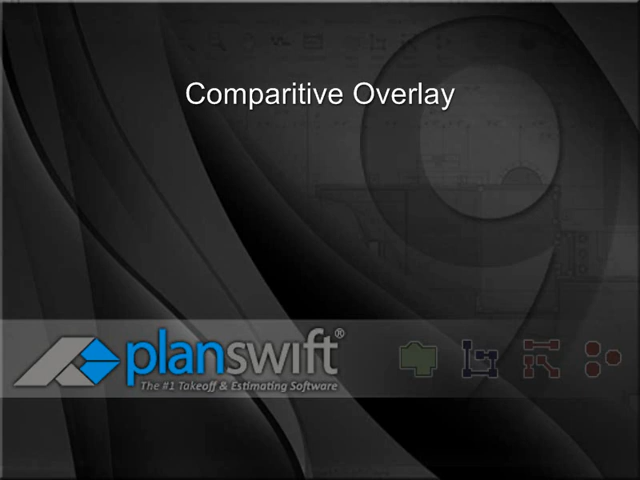 Comparitive Overlay
planswift®
The #1 Takeoff & Estimating Software